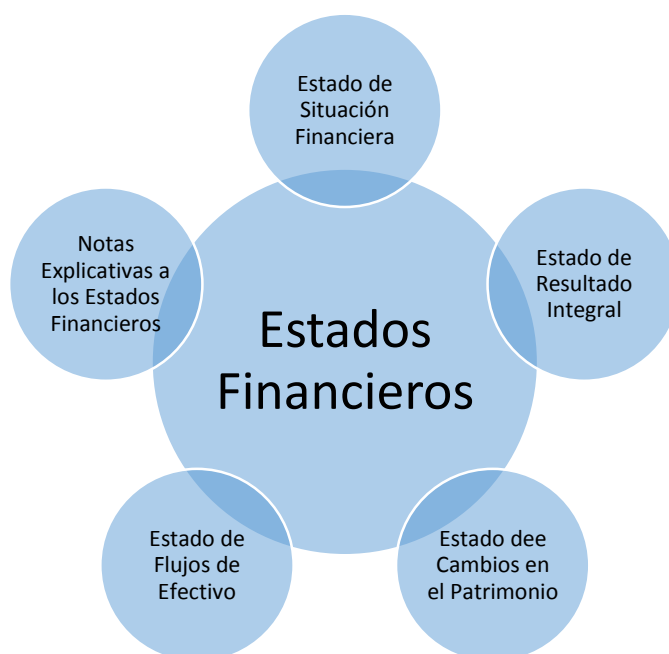 Estado de
Situación
Financiera
Notas
Explicativas a
los Estados
Financieros
Estado de
Resultado
Integral
Estados
Financieros
Estado de
Flujos de
Efectivo
Estado dee
Cambios en
el Patrimonio